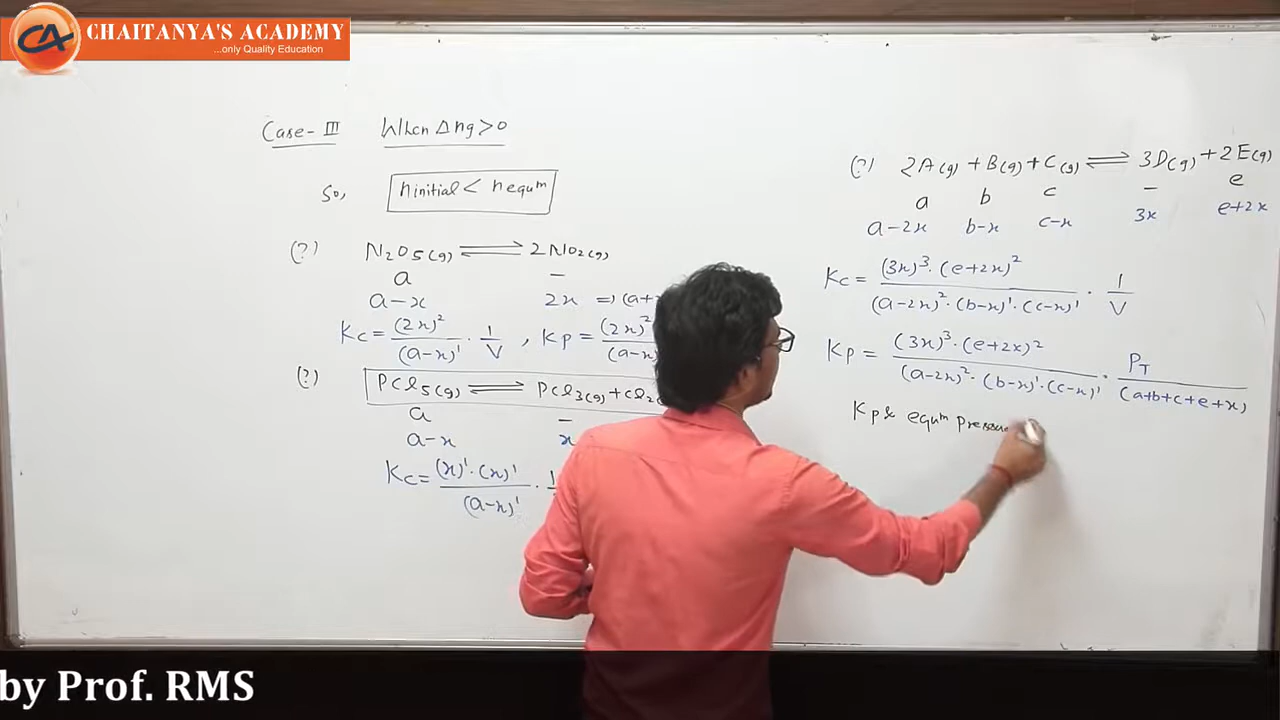 CHAITANYA'S ACADEMY
...only Quality Education
CA
Case-III When Δng>0
So, ninitial < nequm
(?) N2O5(g) ⇌ 2NO2(g)
a –
a-x 2x ⇒ (a+
Kc = (2x)²/(a-x)¹ · 1/V , Kp = (2x)²/(a-x)
(?) PCl5(g) ⇌ PCl3(g)+Cl2
a –
a-x x
Kc = (x)¹·(x)¹/(a-x)¹ ·
(?) 2A(g) + B(g) + C(g) ⇌ 3D(g) + 2E(g)
a b c – e
a-2x b-x c-x 3x e+2x
Kc = (3x)³·(e+2x)²/(a-2x)²·(b-x)¹·(c-x)¹ · 1/V
Kp = (3x)³·(e+2x)²/(a-2x)²·(b-x)¹·(c-x)¹ · PT/(a+b+c+e+x)
Kp & equm pressu
by Prof. RMS